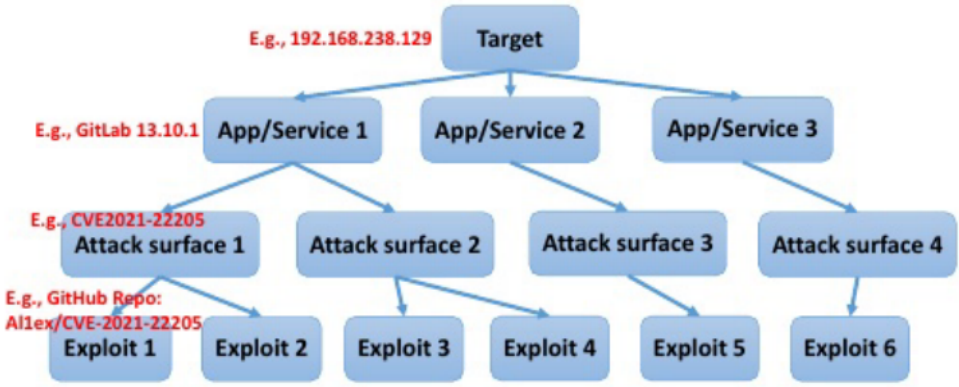 E.g., 192.168.238.129
Target
E.g., GitLab 13.10.1
App/Service 1
App/Service 2
App/Service 3
E.g., CVE2021-22205
Attack surface 1
Attack surface 2
Attack surface 3
Attack surface 4
E.g., GitHub Repo:
Al1ex/CVE-2021-22205
Exploit 1
Exploit 2
Exploit 3
Exploit 4
Exploit 5
Exploit 6